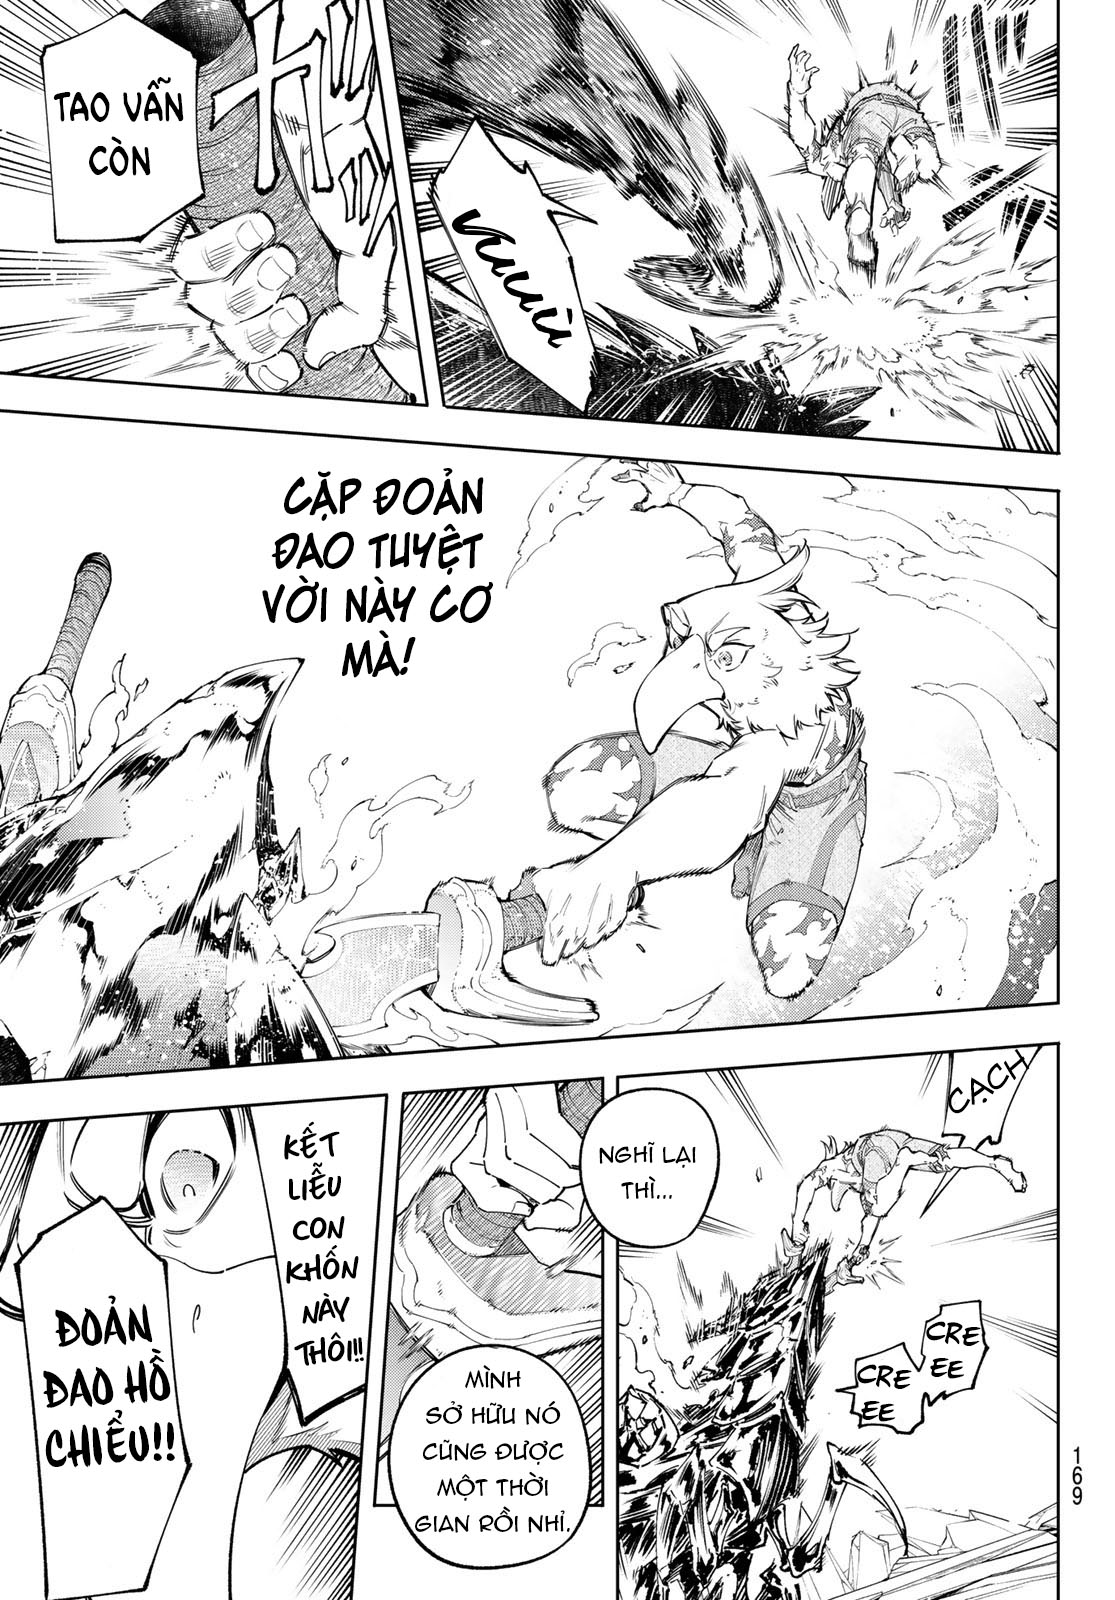 VUUU
TAO VẪN
CÒN
CẶP ĐOẢN
ĐAO TUYỆT
VỜI NÀY CƠ
MÀ!
CẠCH
CRE
EE
CRE
EE
NGHĨ LẠI
THÌ...
MÌNH
SỞ HỮU NÓ
CŨNG ĐƯỢC
MỘT THỜI
GIAN RỒI NHỈ.
KẾT
LIỄU
CON
KHỐN
NÀY
THÔI!!
ĐOẢN
ĐAO HỒ
CHIỂU!!
169